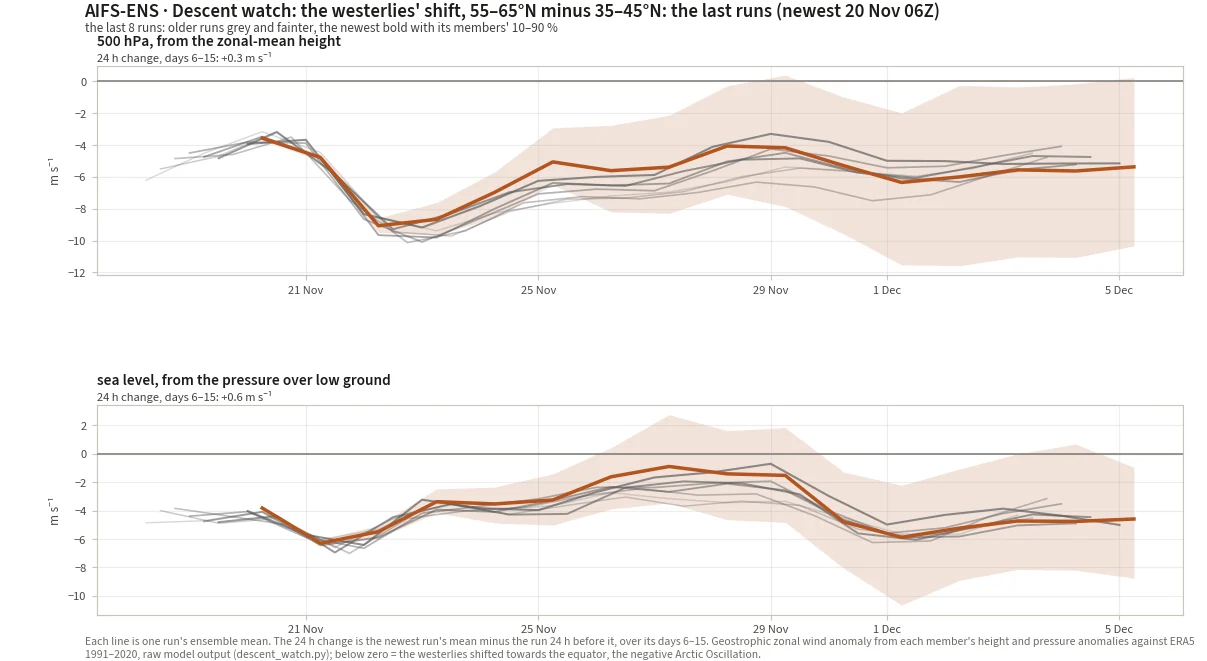 AIFS-ENS · Descent watch: the westerlies' shift, 55–65°N minus 35–45°N: the last runs (newest 20 Nov 06Z)
the last 8 runs: older runs grey and fainter, the newest bold with its members' 10–90 %
500 hPa, from the zonal-mean height
24 h change, days 6–15: +0.3 m s⁻¹
0
−2
−4
−6
−8
−10
−12
m s⁻¹
21 Nov
25 Nov
29 Nov
1 Dec
5 Dec
sea level, from the pressure over low ground
24 h change, days 6–15: +0.6 m s⁻¹
2
0
−2
−4
−6
−8
−10
m s⁻¹
21 Nov
25 Nov
29 Nov
1 Dec
5 Dec
Each line is one run's ensemble mean. The 24 h change is the newest run's mean minus the run 24 h before it, over its days 6–15. Geostrophic zonal wind anomaly from each member's height and pressure anomalies against ERA5
1991–2020, raw model output (descent_watch.py); below zero = the westerlies shifted towards the equator, the negative Arctic Oscillation.